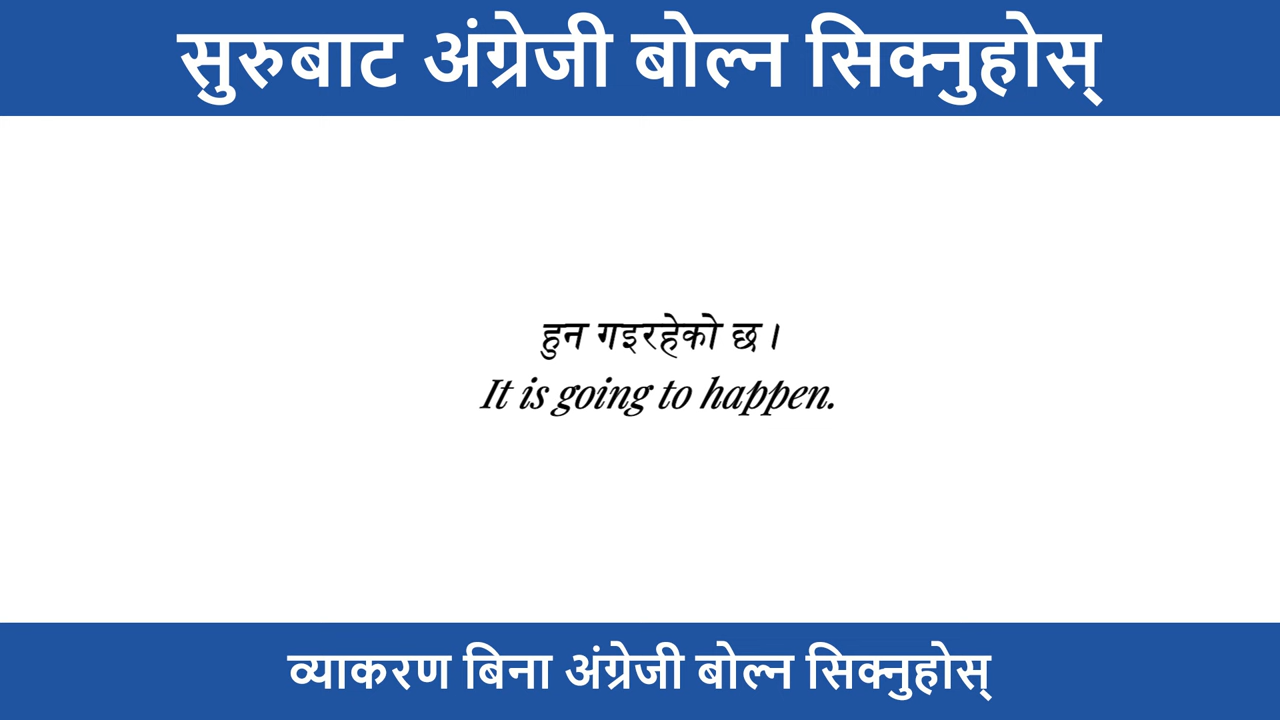 सुरुबाट अंग्रेजी बोल्न सिक्नुहोस्
हुन गइरहेको छ।
It is going to happen.
व्याकरण बिना अंग्रेजी बोल्न सिक्नुहोस्